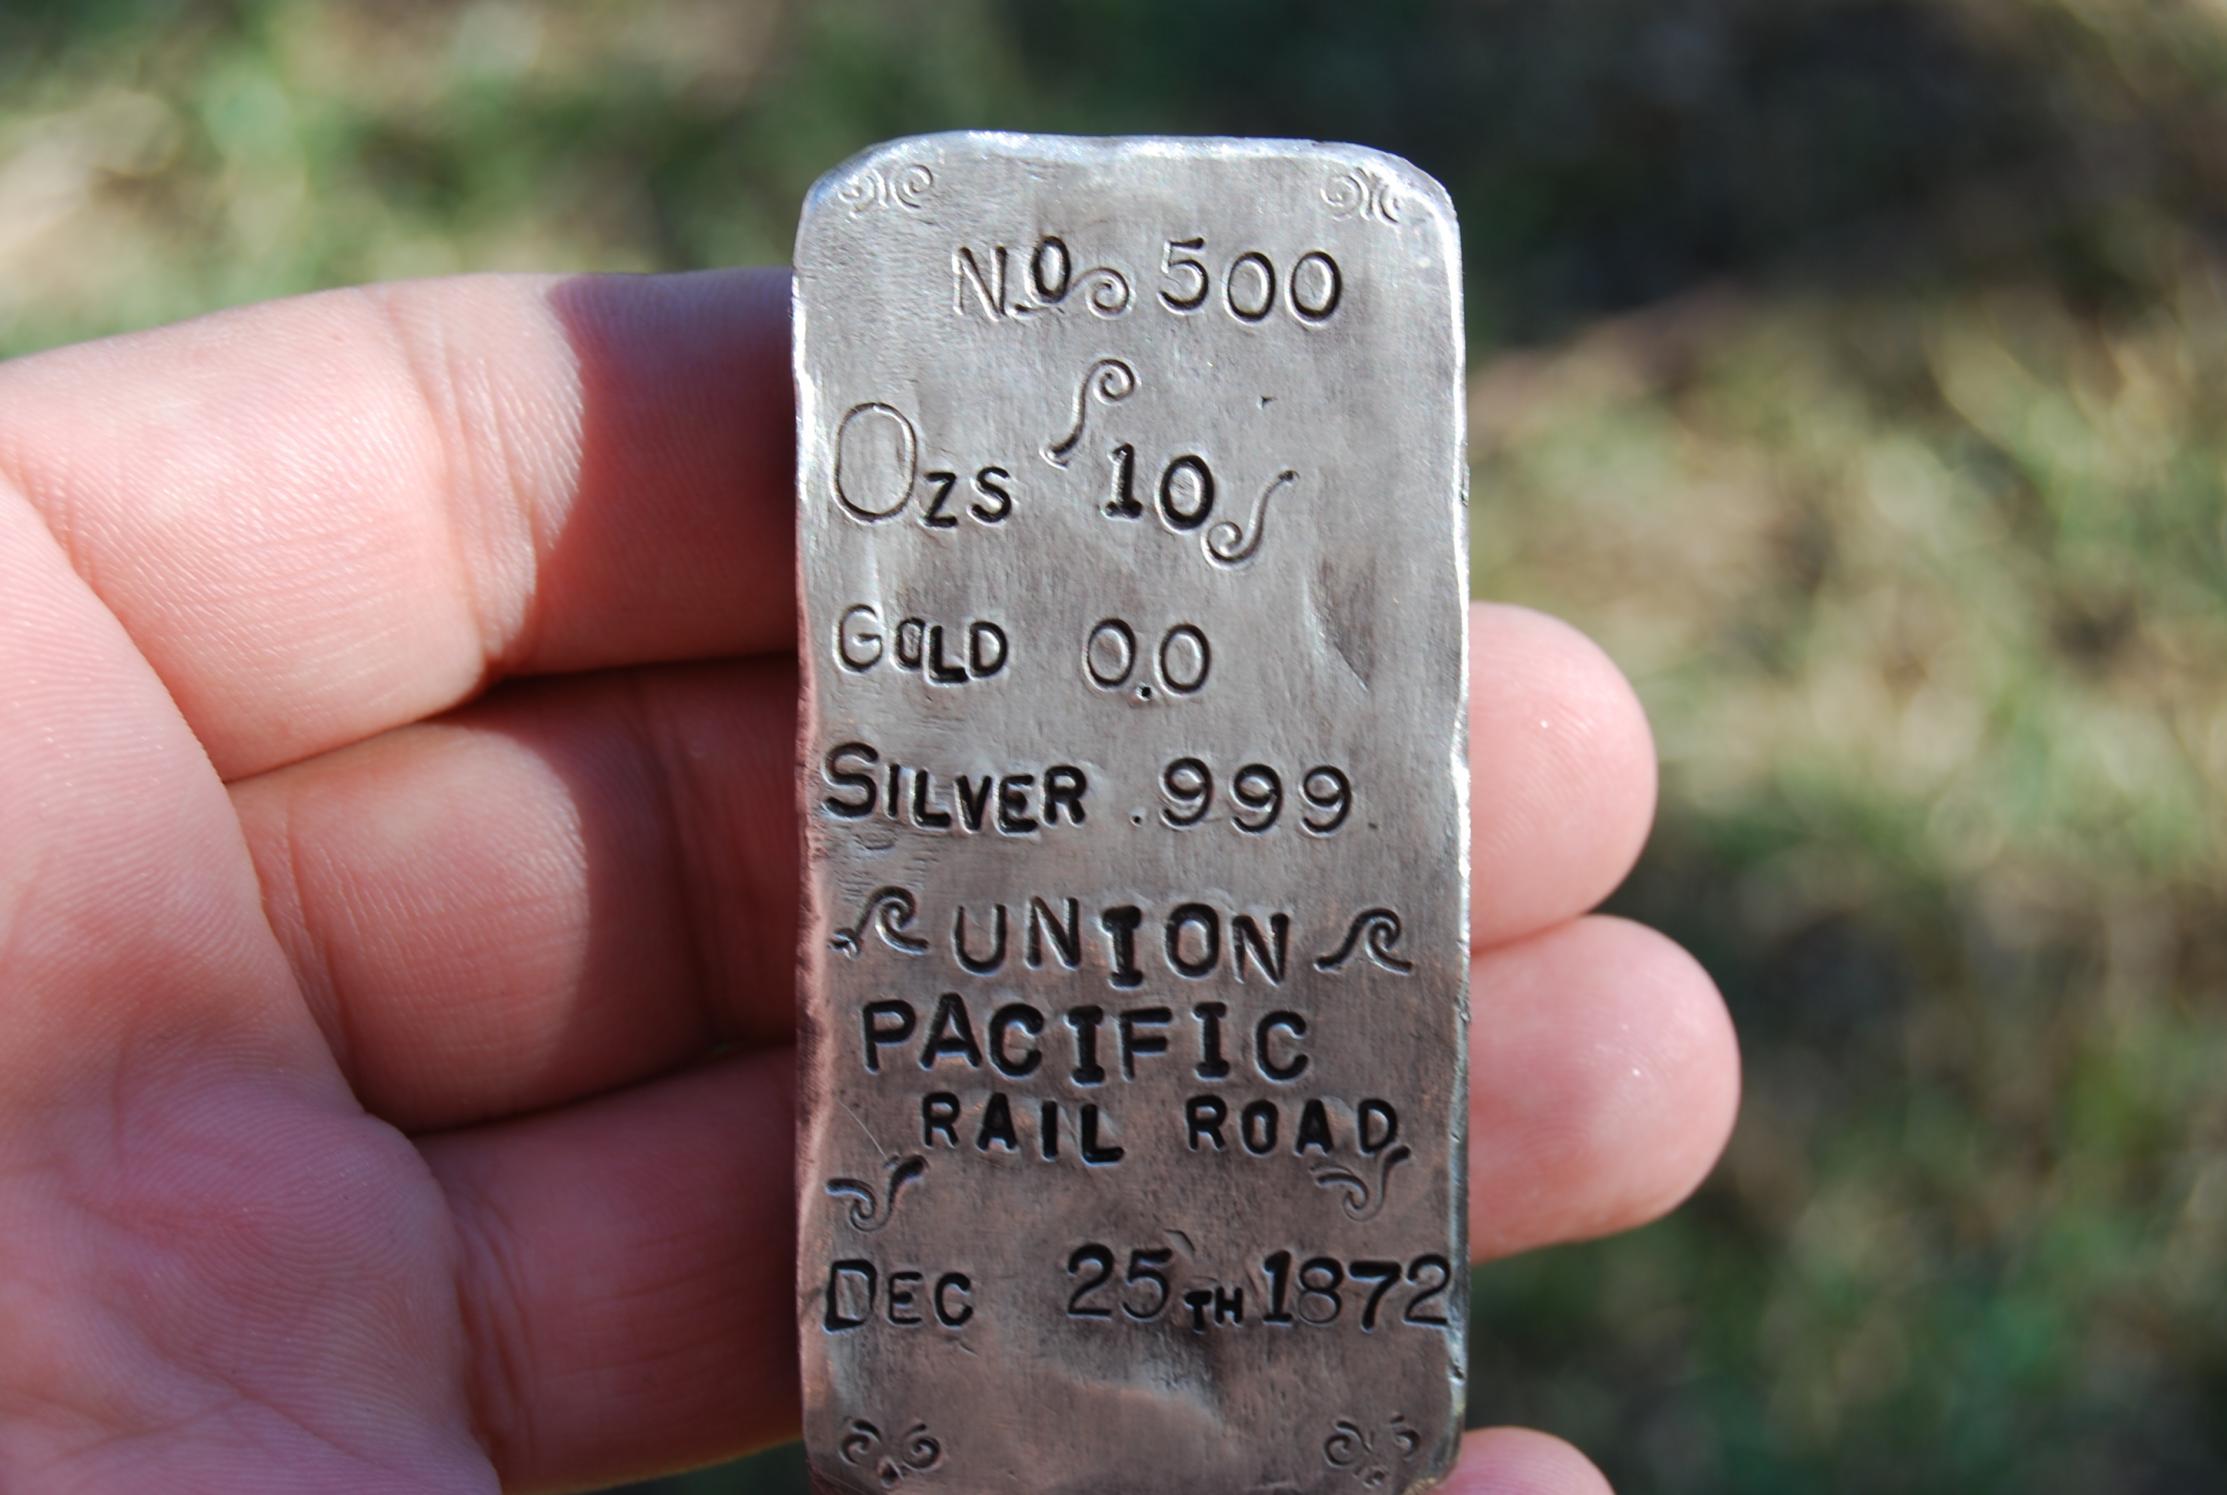 No 500
Ozs 10
GOLD 0.0
SILVER .999
UNION
PACIFIC
RAIL ROAD
DEC 25TH 1872